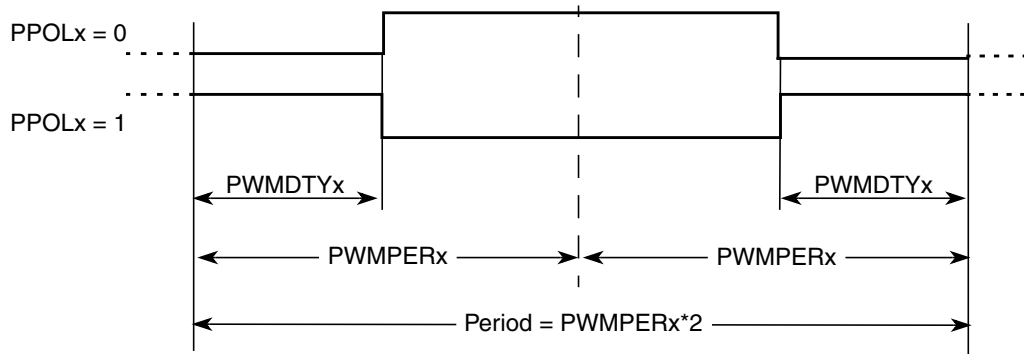 PPOLx = 0
PPOLx = 1
PWMDTYx
PWMDTYx
PWMPERx
PWMPERx
Period = PWMPERx*2